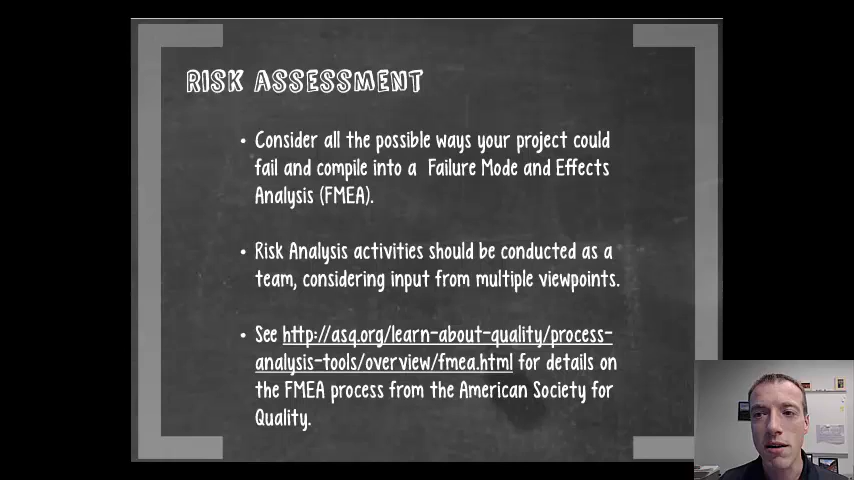 RISK ASSESSMENT
• Consider all the possible ways your project could
fail and compile into a Failure Mode and Effects
Analysis (FMEA).
• Risk Analysis activities should be conducted as a
team, considering input from multiple viewpoints.
• See http://asq.org/learn-about-quality/process-
analysis-tools/overview/fmea.html for details on
the FMEA process from the American Society for
Quality.